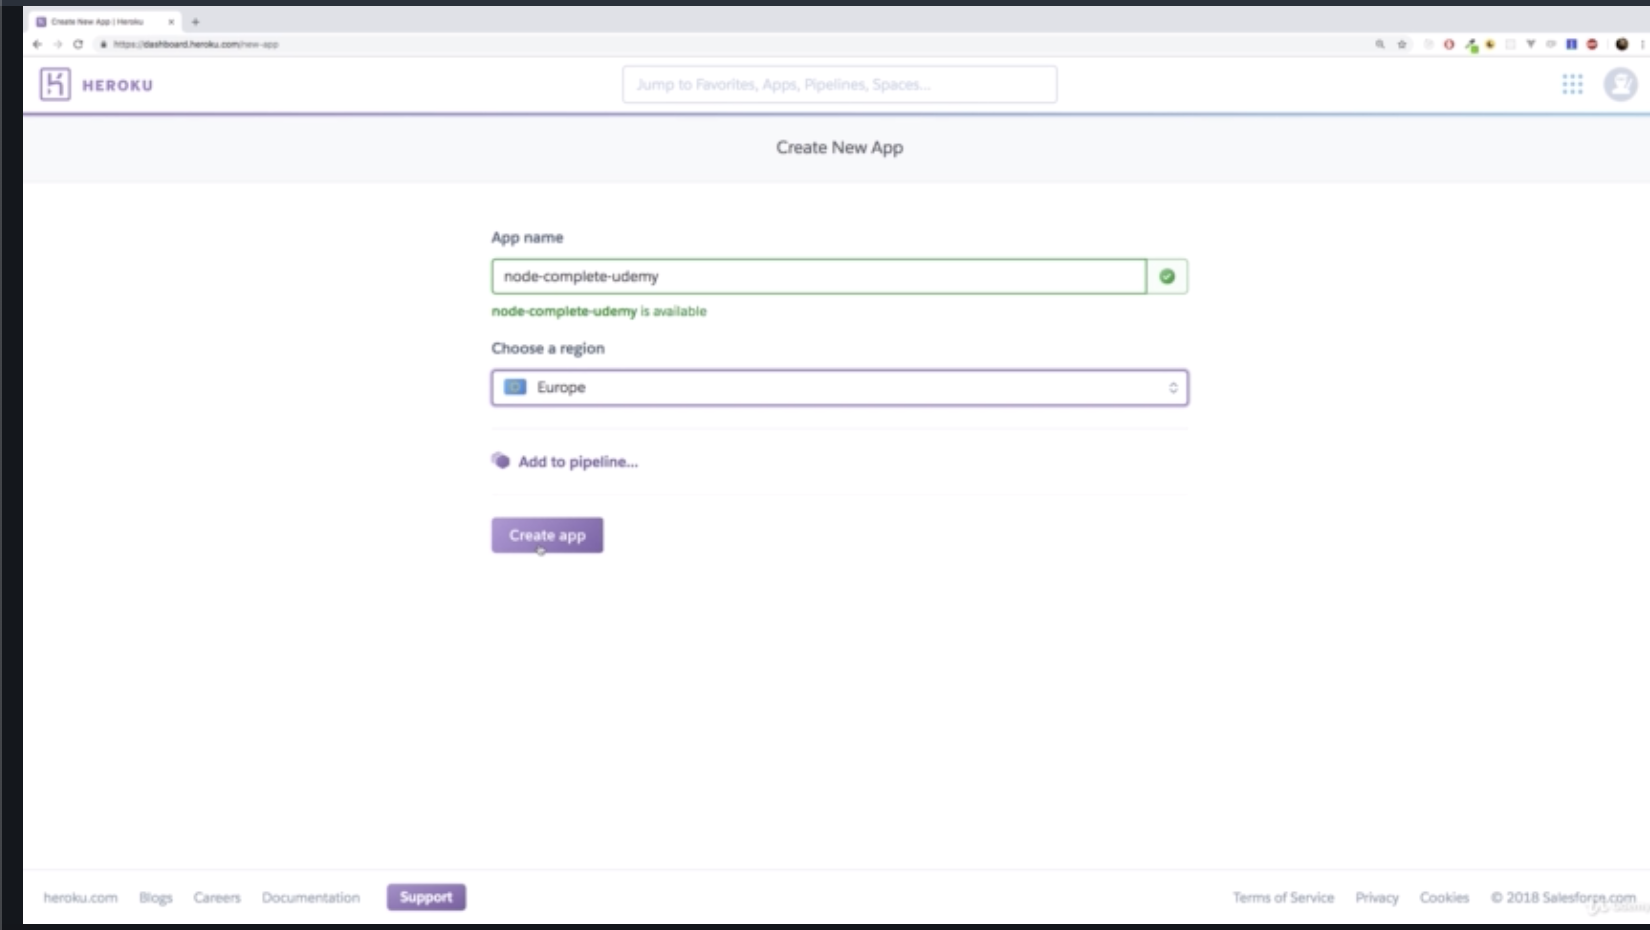 Create New App | Heroku
https://dashboard.heroku.com/new-app
HEROKU
Jump to Favorites, Apps, Pipelines, Spaces...
Create New App
App name
node-complete-udemy
node-complete-udemy is available
Choose a region
Europe
Add to pipeline...
Create app
heroku.com Blogs Careers Documentation Support
Terms of Service Privacy Cookies © 2018 Salesforce.com